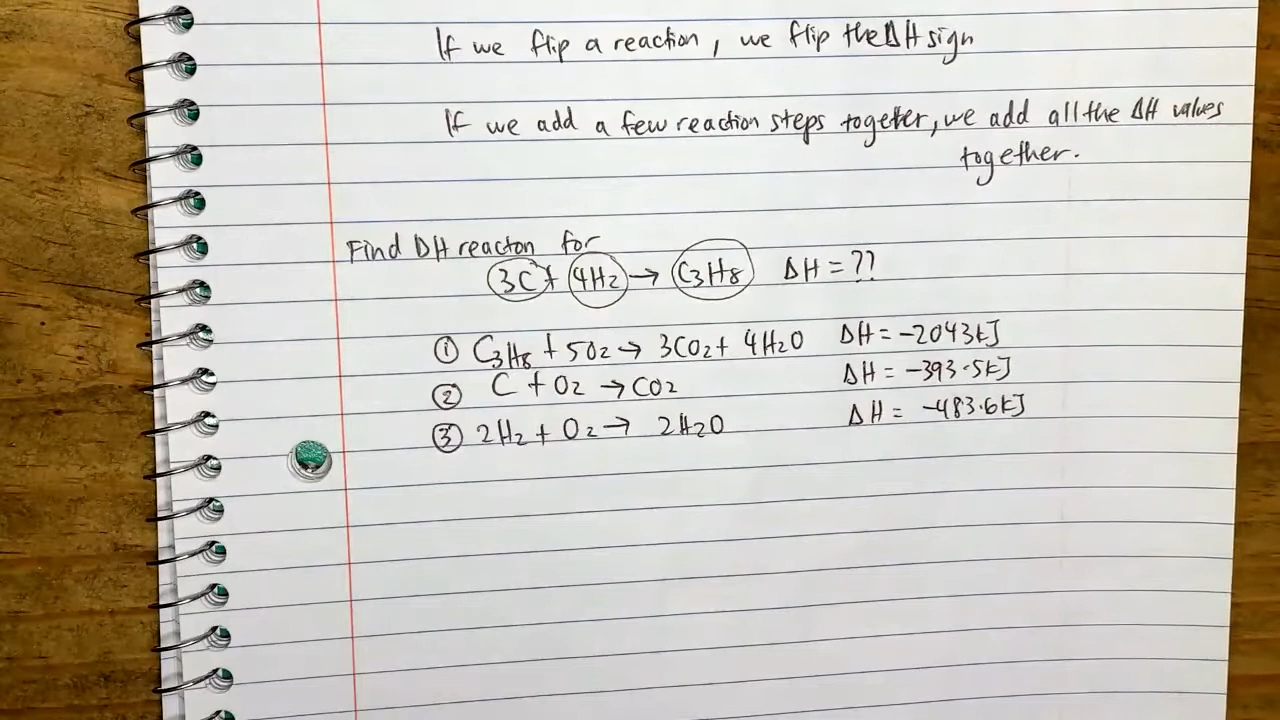 If we flip a reaction, we flip the ΔH sign
If we add a few reaction steps together, we add all the ΔH values
together.
Find ΔH reacton for
3C + 4H2 → C3H8 ΔH = ??
① C3H8 + 5O2 → 3CO2 + 4H2O ΔH = -2043kJ
② C + O2 → CO2 ΔH = -393.5kJ
③ 2H2 + O2 → 2H2O ΔH = -483.6kJ